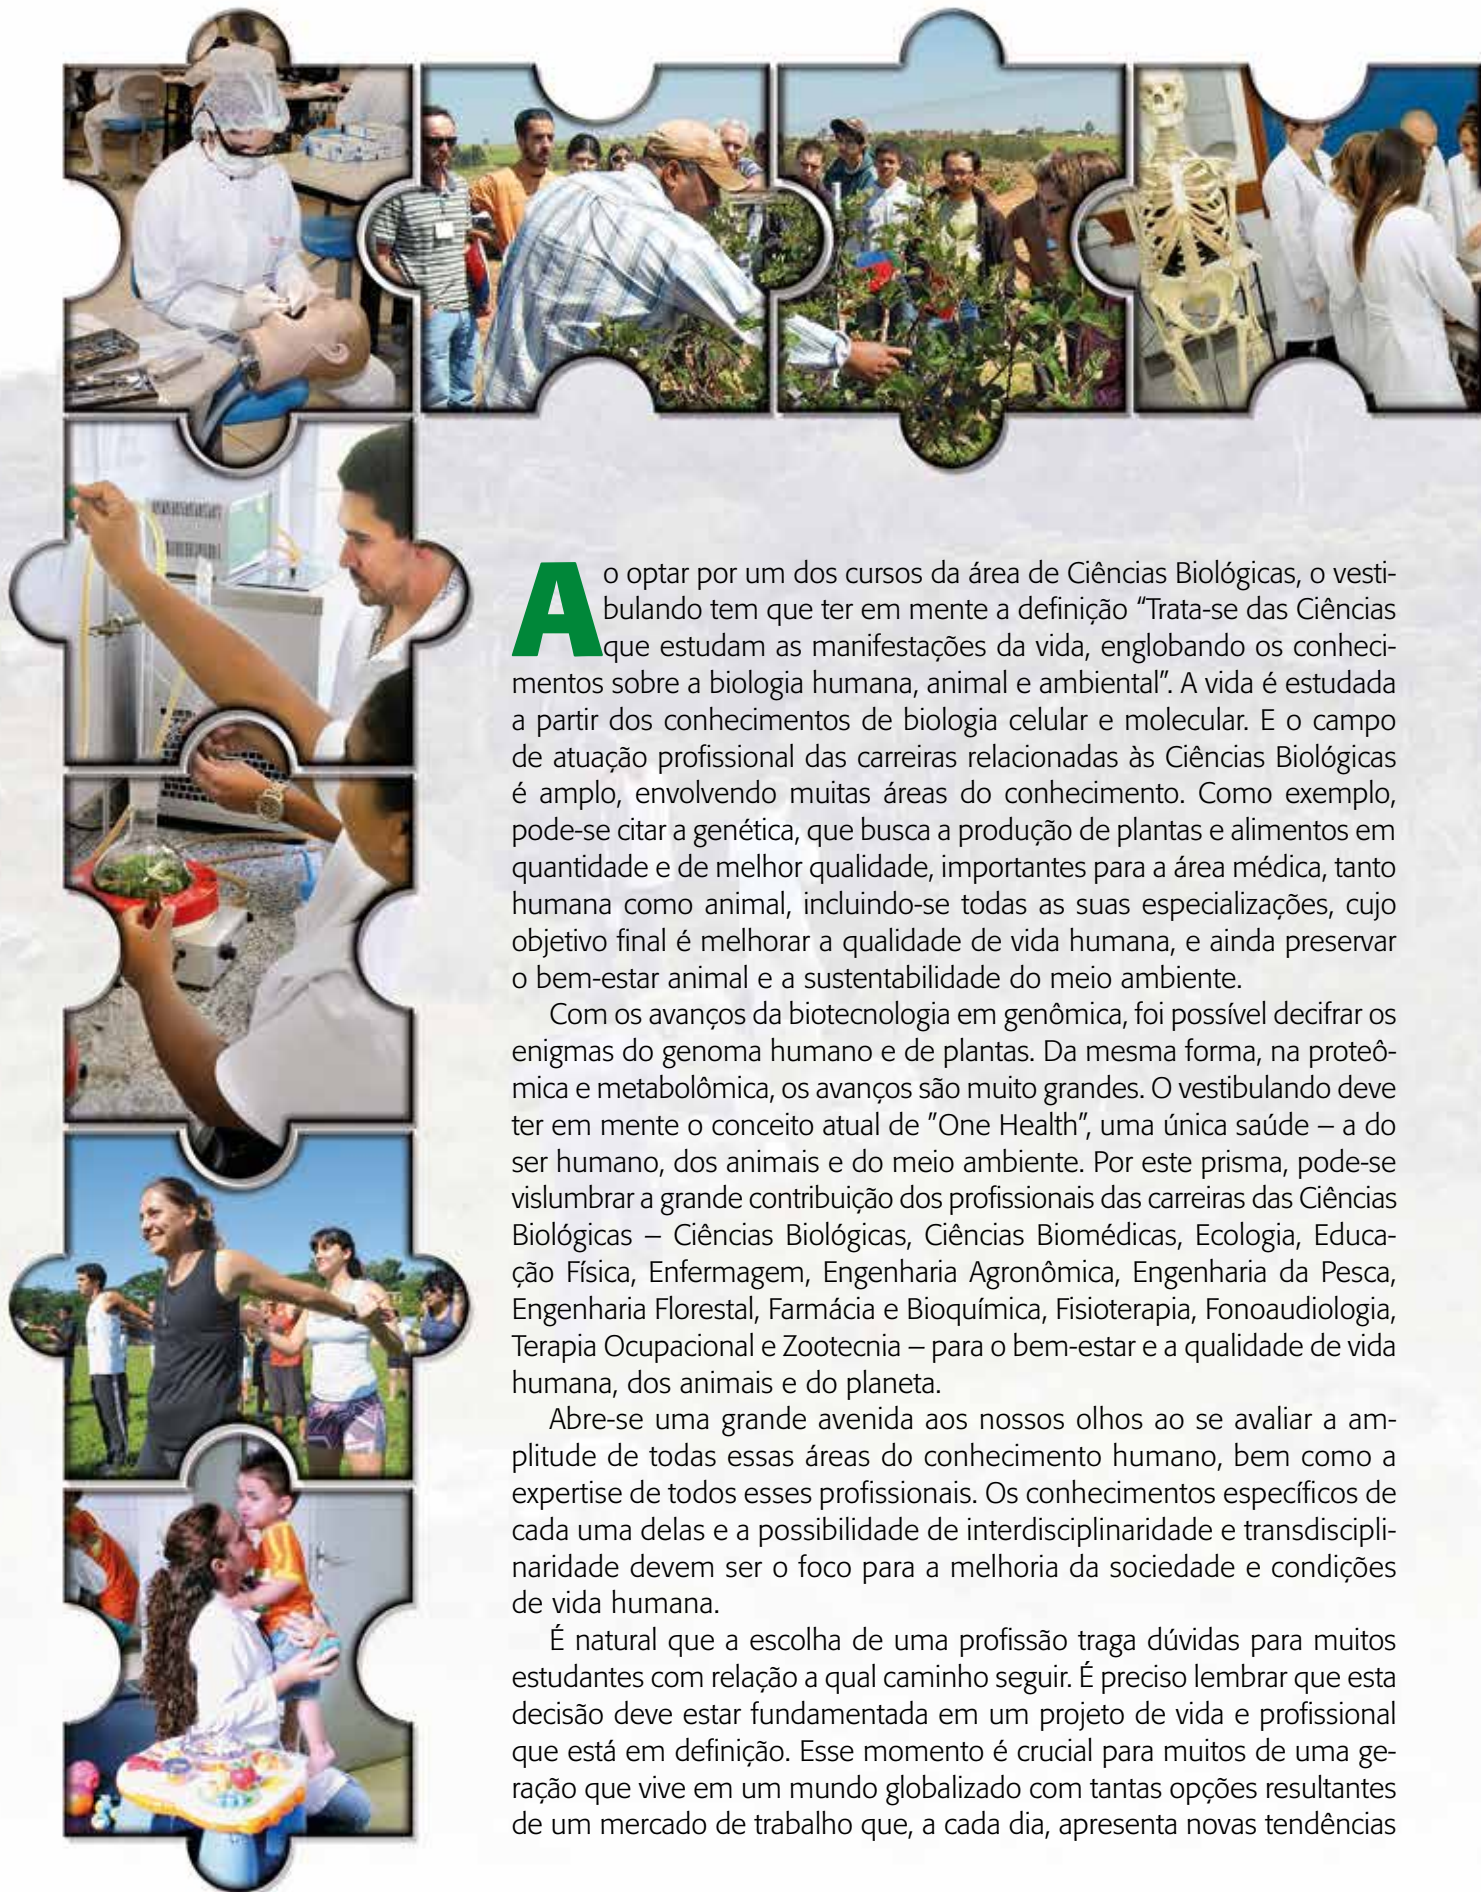 Ao optar por um dos cursos da área de Ciências Biológicas, o vesti-
bulando tem que ter em mente a definição “Trata-se das Ciências
que estudam as manifestações da vida, englobando os conheci-
mentos sobre a biologia humana, animal e ambiental”. A vida é estudada
a partir dos conhecimentos de biologia celular e molecular. E o campo
de atuação profissional das carreiras relacionadas às Ciências Biológicas
é amplo, envolvendo muitas áreas do conhecimento. Como exemplo,
pode-se citar a genética, que busca a produção de plantas e alimentos em
quantidade e de melhor qualidade, importantes para a área médica, tanto
humana como animal, incluindo-se todas as suas especializações, cujo
objetivo final é melhorar a qualidade de vida humana, e ainda preservar
o bem-estar animal e a sustentabilidade do meio ambiente.
Com os avanços da biotecnologia em genômica, foi possível decifrar os
enigmas do genoma humano e de plantas. Da mesma forma, na proteô-
mica e metabolômica, os avanços são muito grandes. O vestibulando deve
ter em mente o conceito atual de ”One Health”, uma única saúde – a do
ser humano, dos animais e do meio ambiente. Por este prisma, pode-se
vislumbrar a grande contribuição dos profissionais das carreiras das Ciências
Biológicas – Ciências Biológicas, Ciências Biomédicas, Ecologia, Educa-
ção Física, Enfermagem, Engenharia Agronômica, Engenharia da Pesca,
Engenharia Florestal, Farmácia e Bioquímica, Fisioterapia, Fonoaudiologia,
Terapia Ocupacional e Zootecnia – para o bem-estar e a qualidade de vida
humana, dos animais e do planeta.
Abre-se uma grande avenida aos nossos olhos ao se avaliar a am-
plitude de todas essas áreas do conhecimento humano, bem como a
expertise de todos esses profissionais. Os conhecimentos específicos de
cada uma delas e a possibilidade de interdisciplinaridade e transdiscipli-
naridade devem ser o foco para a melhoria da sociedade e condições
de vida humana.
É natural que a escolha de uma profissão traga dúvidas para muitos
estudantes com relação a qual caminho seguir. É preciso lembrar que esta
decisão deve estar fundamentada em um projeto de vida e profissional
que está em definição. Esse momento é crucial para muitos de uma ge-
ração que vive em um mundo globalizado com tantas opções resultantes
de um mercado de trabalho que, a cada dia, apresenta novas tendências